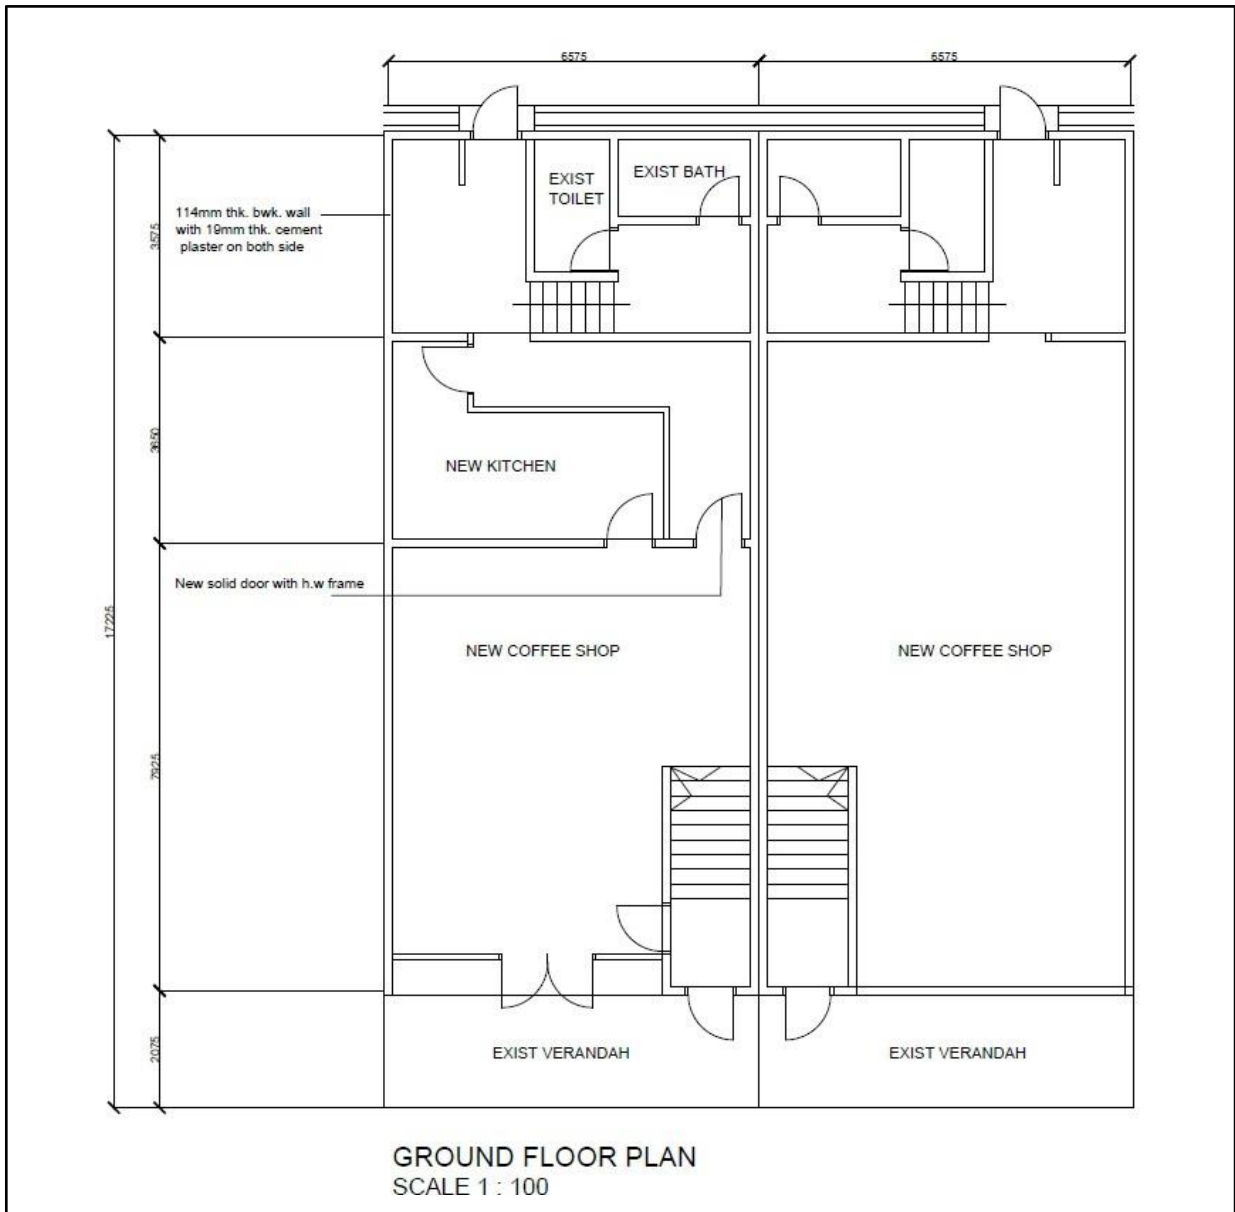 6575
6575
EXIST BATH
EXIST
TOILET
114mm thk. bwk. wall
with 19mm thk. cement
plaster on both side
3575
3650
NEW KITCHEN
New solid door with h.w frame
17225
NEW COFFEE SHOP
NEW COFFEE SHOP
7925
2075
EXIST VERANDAH
EXIST VERANDAH
GROUND FLOOR PLAN
SCALE 1 : 100